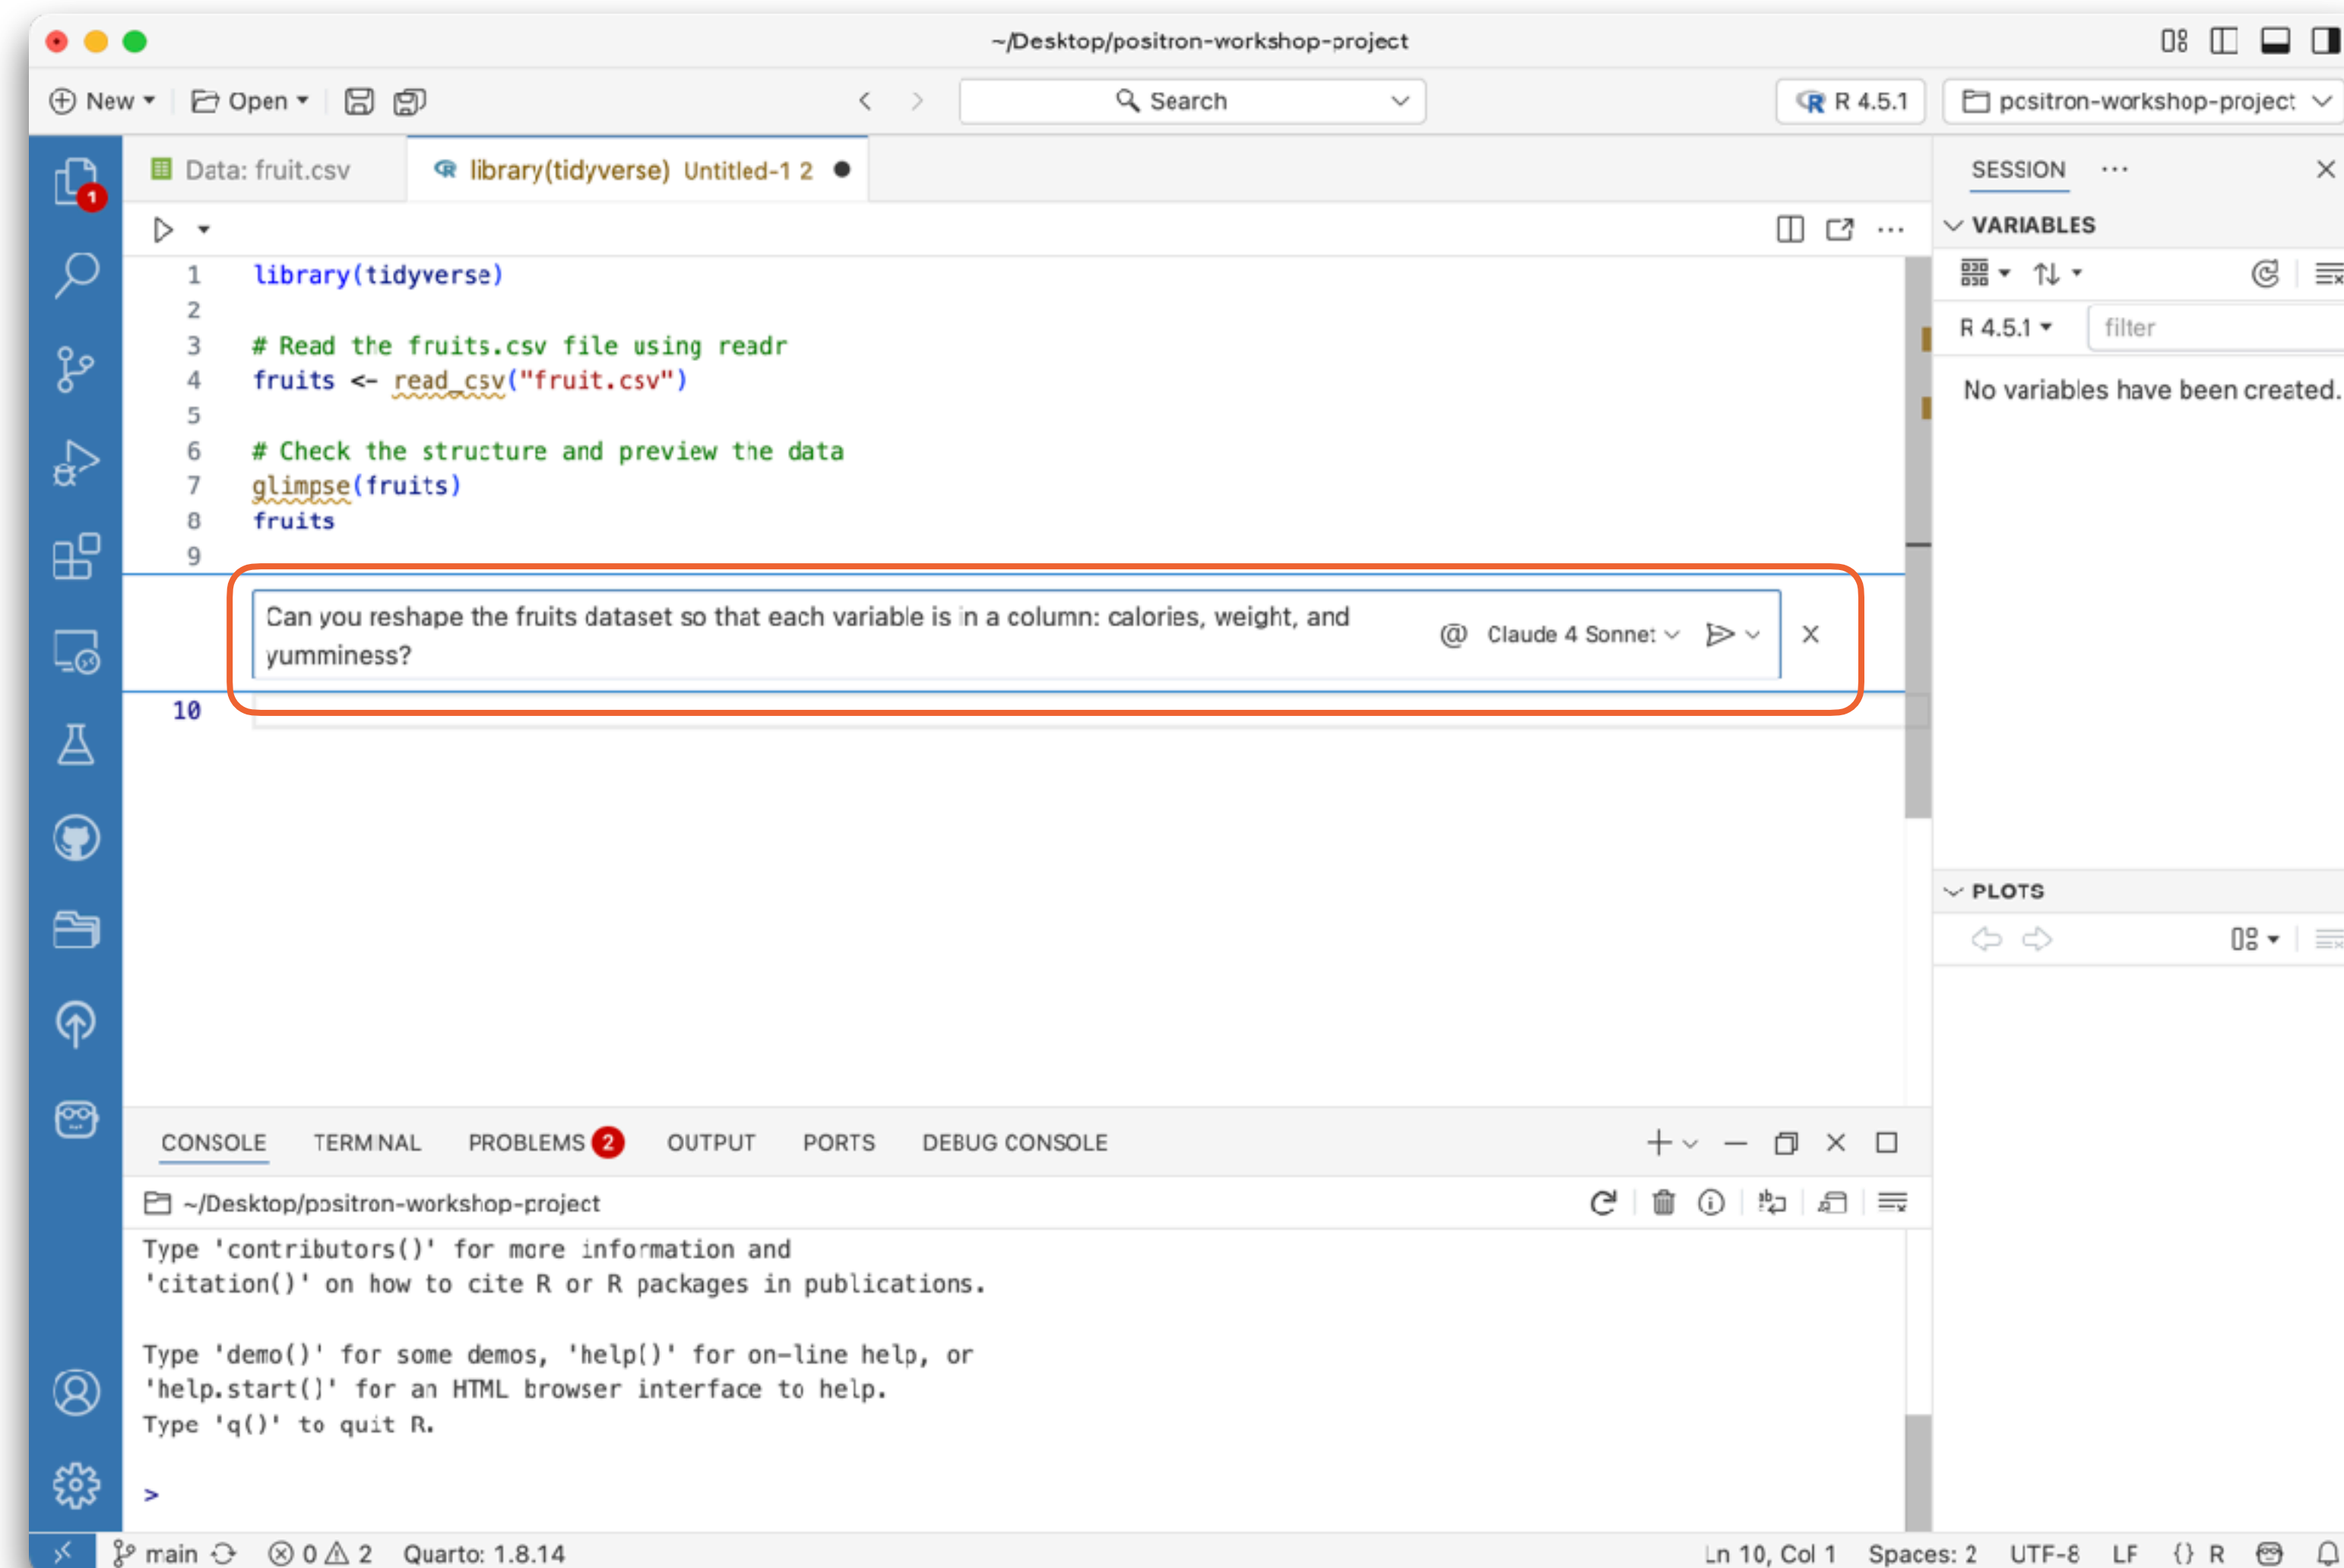 ~/Desktop/positron-workshop-project
New
Open
Search
R 4.5.1
positron-workshop-project
1
Data: fruit.csv
library(tidyverse) Untitled-1 2
SESSION
VARIABLES
R 4.5.1
filter
No variables have been created.
1 library(tidyverse)
2
3 # Read the fruits.csv file using readr
4 fruits <- read_csv("fruit.csv")
5
6 # Check the structure and preview the data
7 glimpse(fruits)
8 fruits
9
Can you reshape the fruits dataset so that each variable is in a column: calories, weight, and
yumminess?
@ Claude 4 Sonnet
10
PLOTS
CONSOLE TERMINAL PROBLEMS 2 OUTPUT PORTS DEBUG CONSOLE
~/Desktop/positron-workshop-project
Type 'contributors()' for more information and
'citation()' on how to cite R or R packages in publications.
Type 'demo()' for some demos, 'help()' for on-line help, or
'help.start()' for an HTML browser interface to help.
Type 'q()' to quit R.
>
main 0 2 Quarto: 1.8.14 Ln 10, Col 1 Spaces: 2 UTF-8 LF {} R